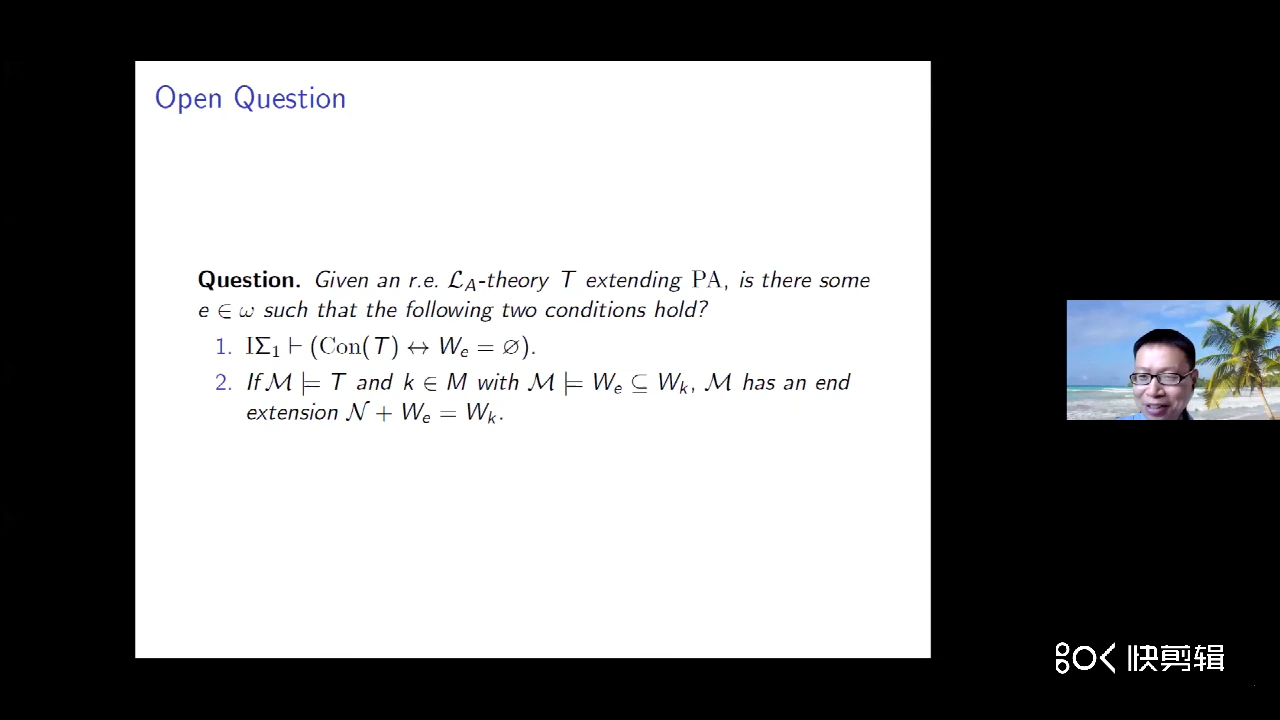 Open Question
Question. Given an r.e. ℒ_A-theory T extending PA, is there some
e ∈ ω such that the following two conditions hold?
1. IΣ₁ ⊢ (Con(T) ↔ W_e = ∅).
2. If ℳ ⊨ T and k ∈ M with ℳ ⊨ W_e ⊆ W_k, ℳ has an end
extension 𝒩 + W_e = W_k.
快剪辑